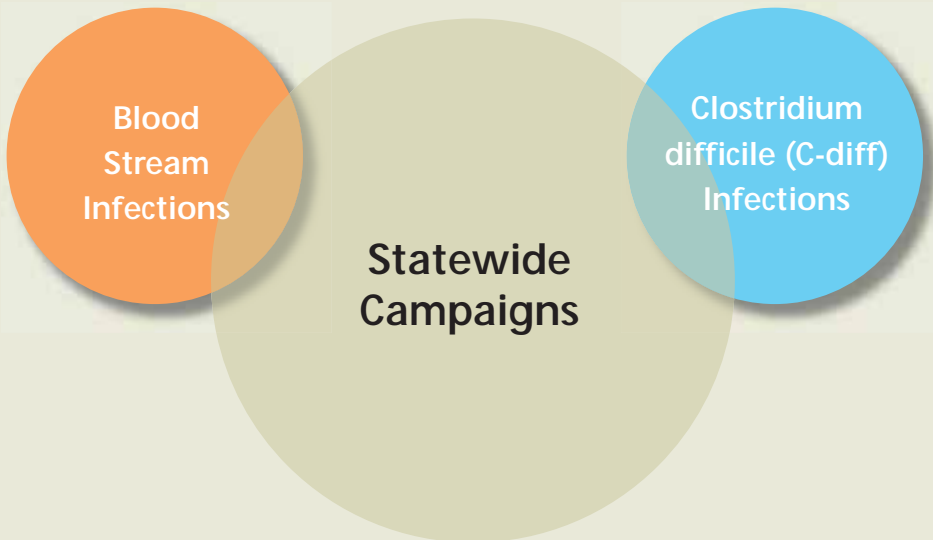 Blood
Stream
Infections
Clostridium
difficile (C-diff)
Infections
Statewide
Campaigns